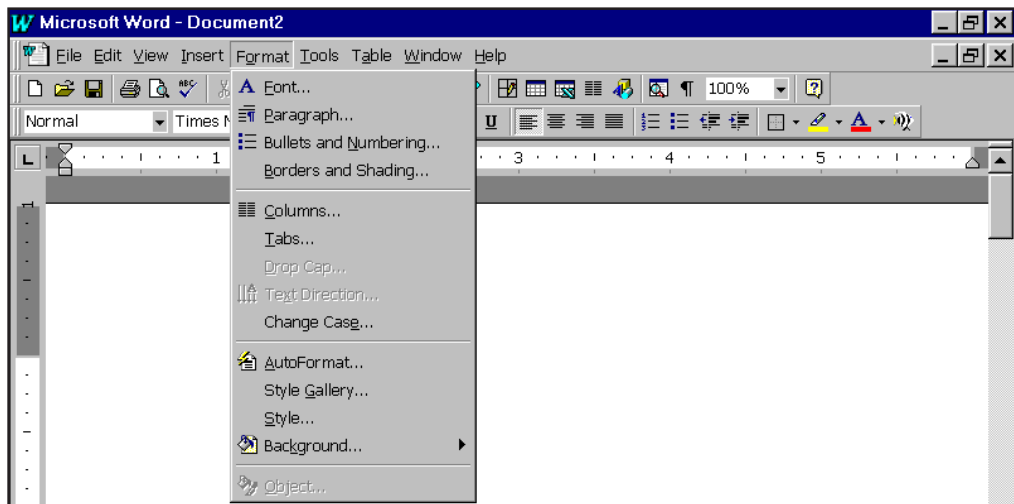 Microsoft Word - Document2
File Edit View Insert Format Tools Table Window Help
ABC 100%
Normal Times U A
L 1 3 4 5
1
A Font...
Paragraph...
Bullets and Numbering...
Borders and Shading...
Columns...
Tabs...
Drop Cap...
Text Direction...
Change Case...
AutoFormat...
Style Gallery...
Style...
Background...
Object...